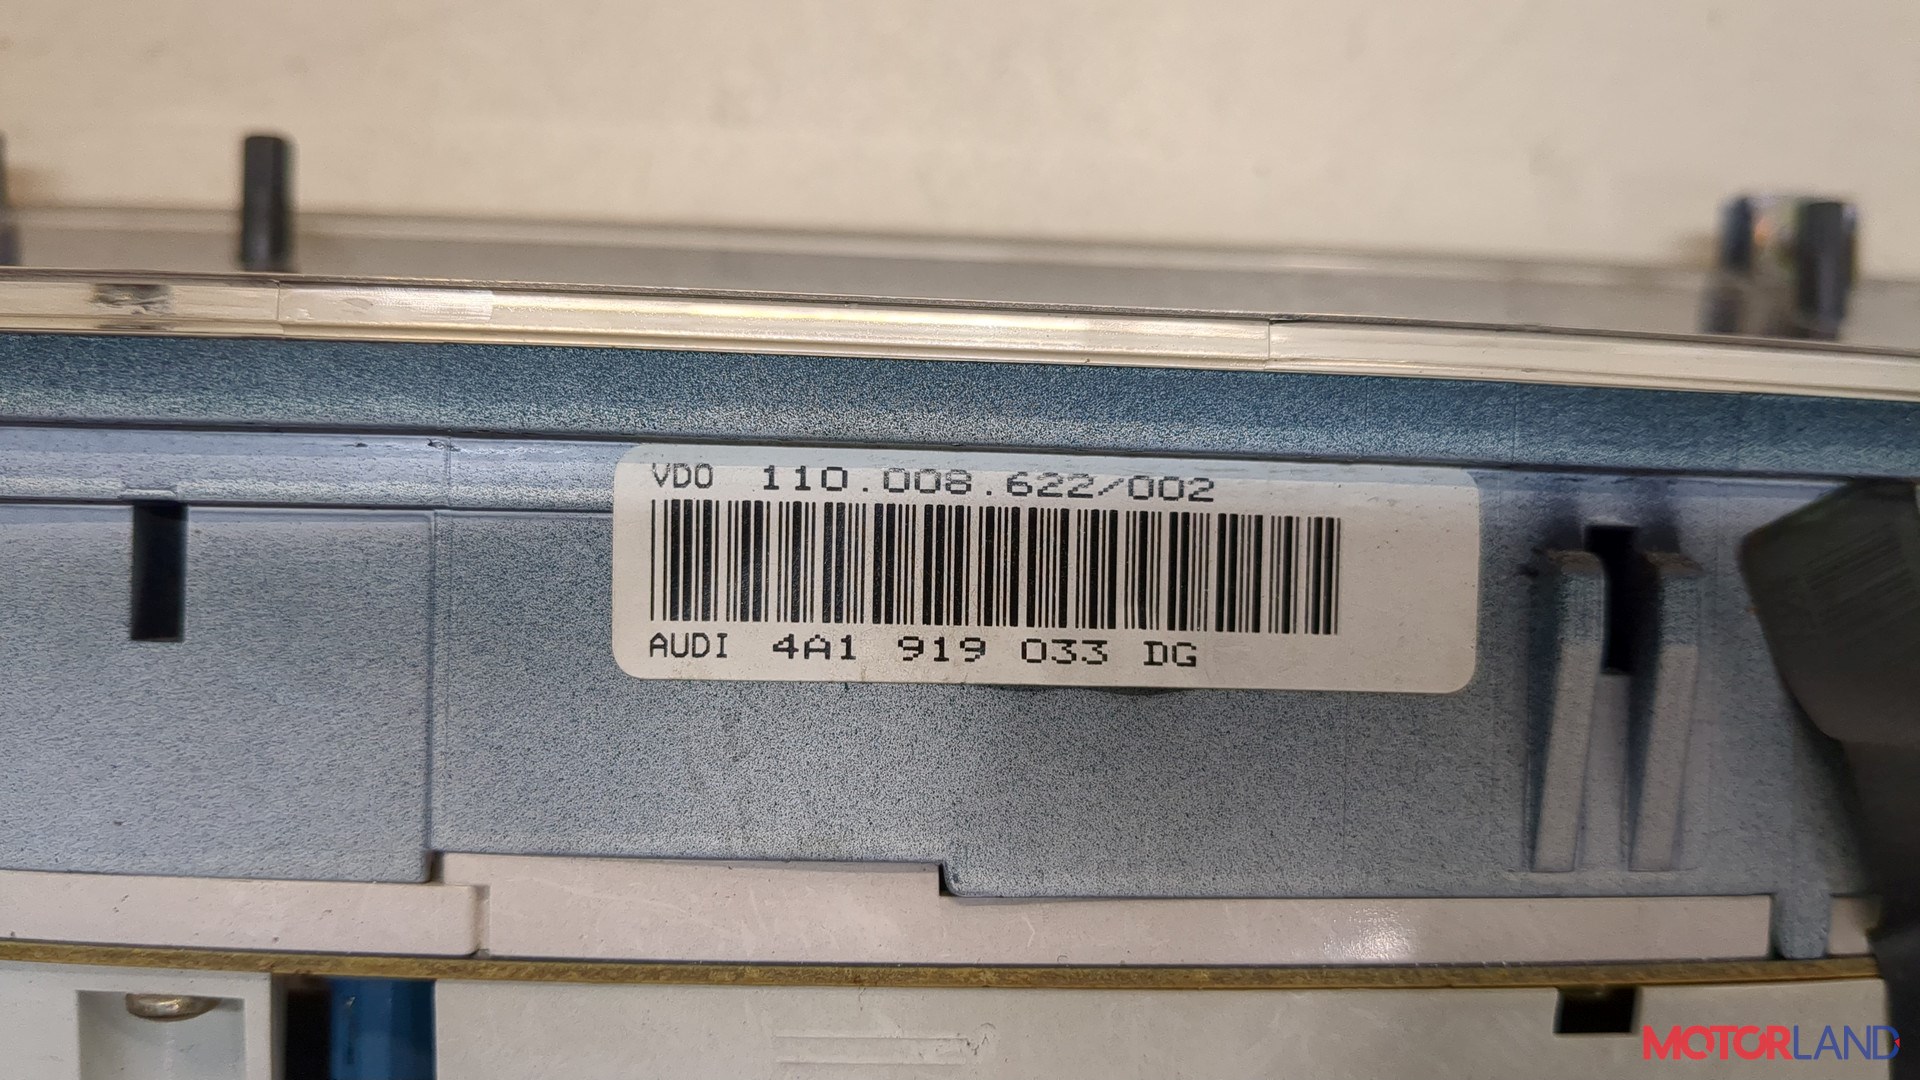 VDO 110.008.622/002
AUDI 4A1 919 033 DG
MOTORLAND